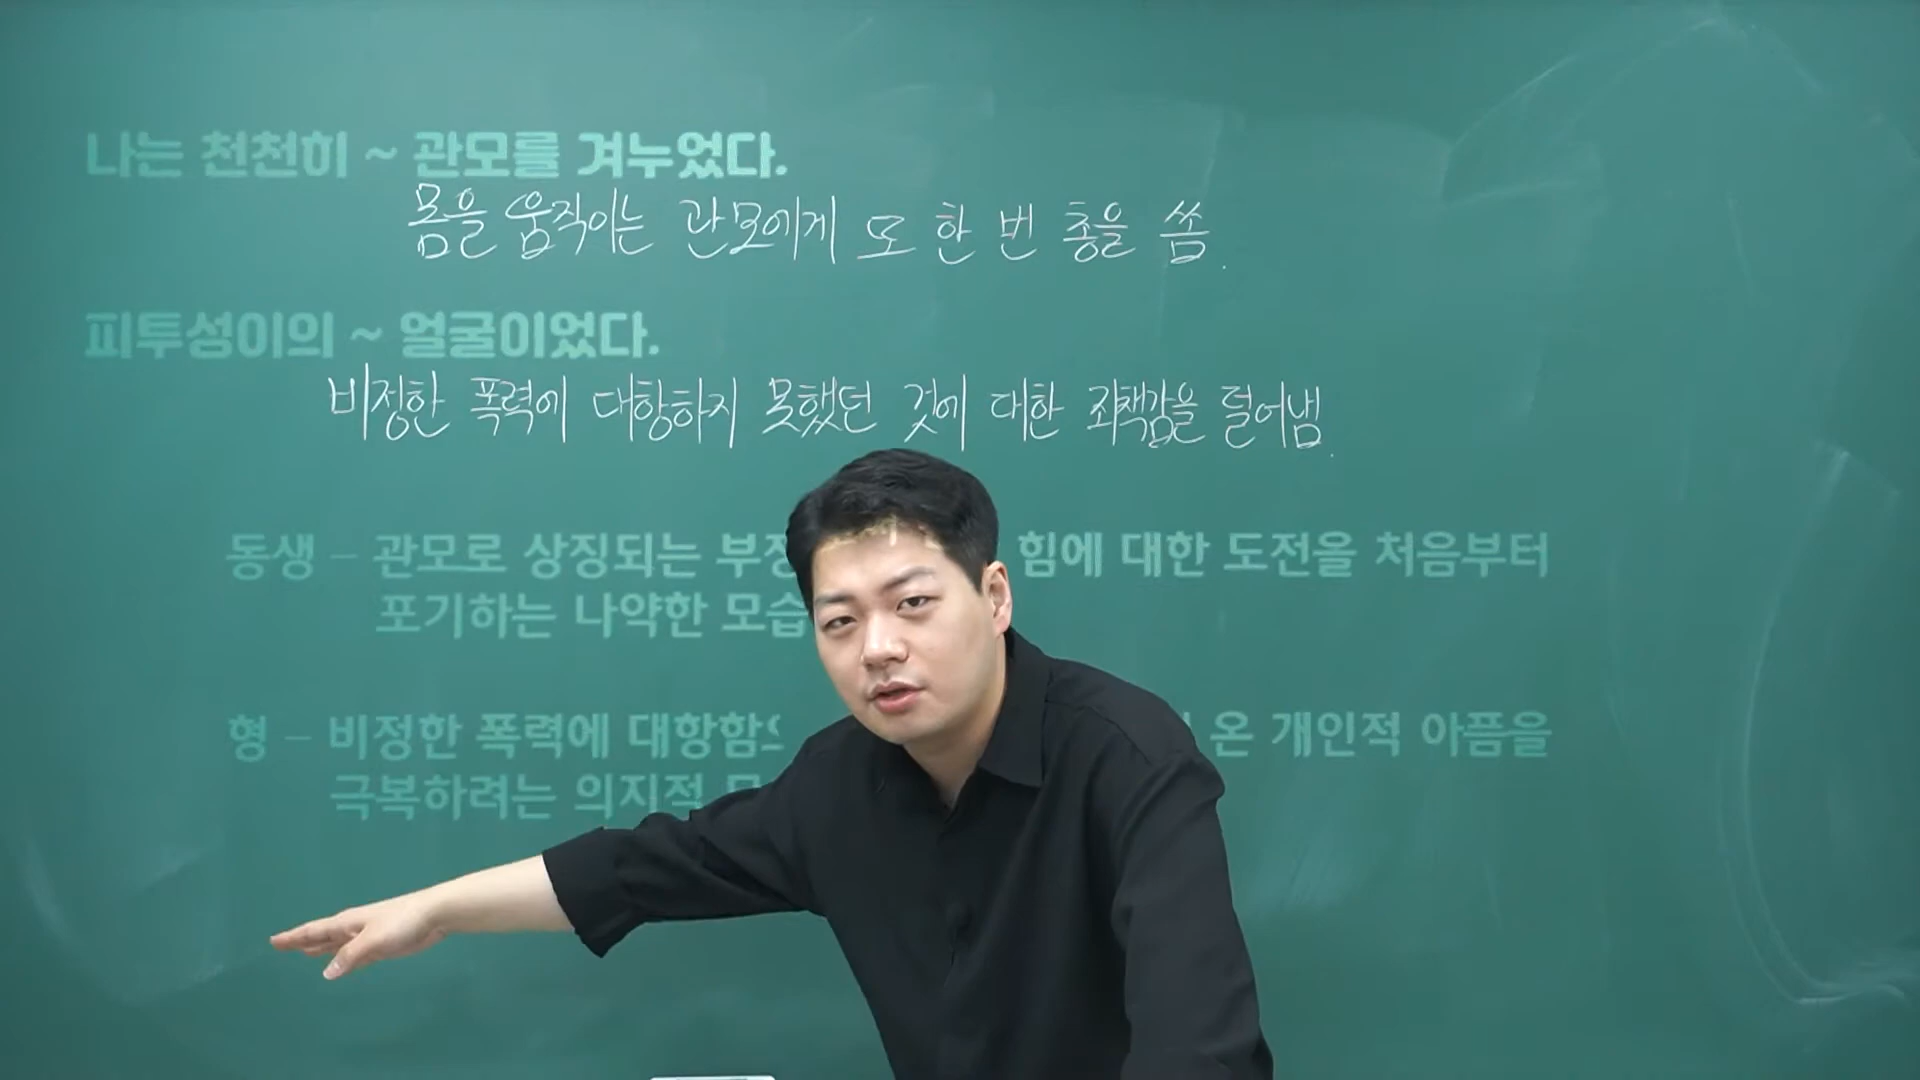 나는 천천히 ~ 관모를 겨누었다.
몸을 움직이는 관모에게 또 한 번 총을 쏨.
피투성이의 ~ 얼굴이었다.
비정한 폭력에 대항하지 못했던 것에 대한 죄책감을 덜어냄.
동생 – 관모로 상징되는 힘에 대한 도전을 처음부터
포기하는 나약한 모습
형 – 비정한 폭력에 온 개인적 아픔을
극복하려는 의지적